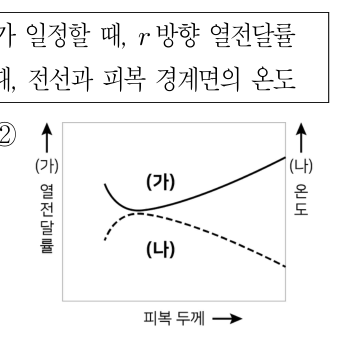 가 일정할 때, r방향 열전달률
때, 전선과 피복 경계면의 온도
②
(가)
열전달률
(가)
(나)
(나)
온도
피복 두께